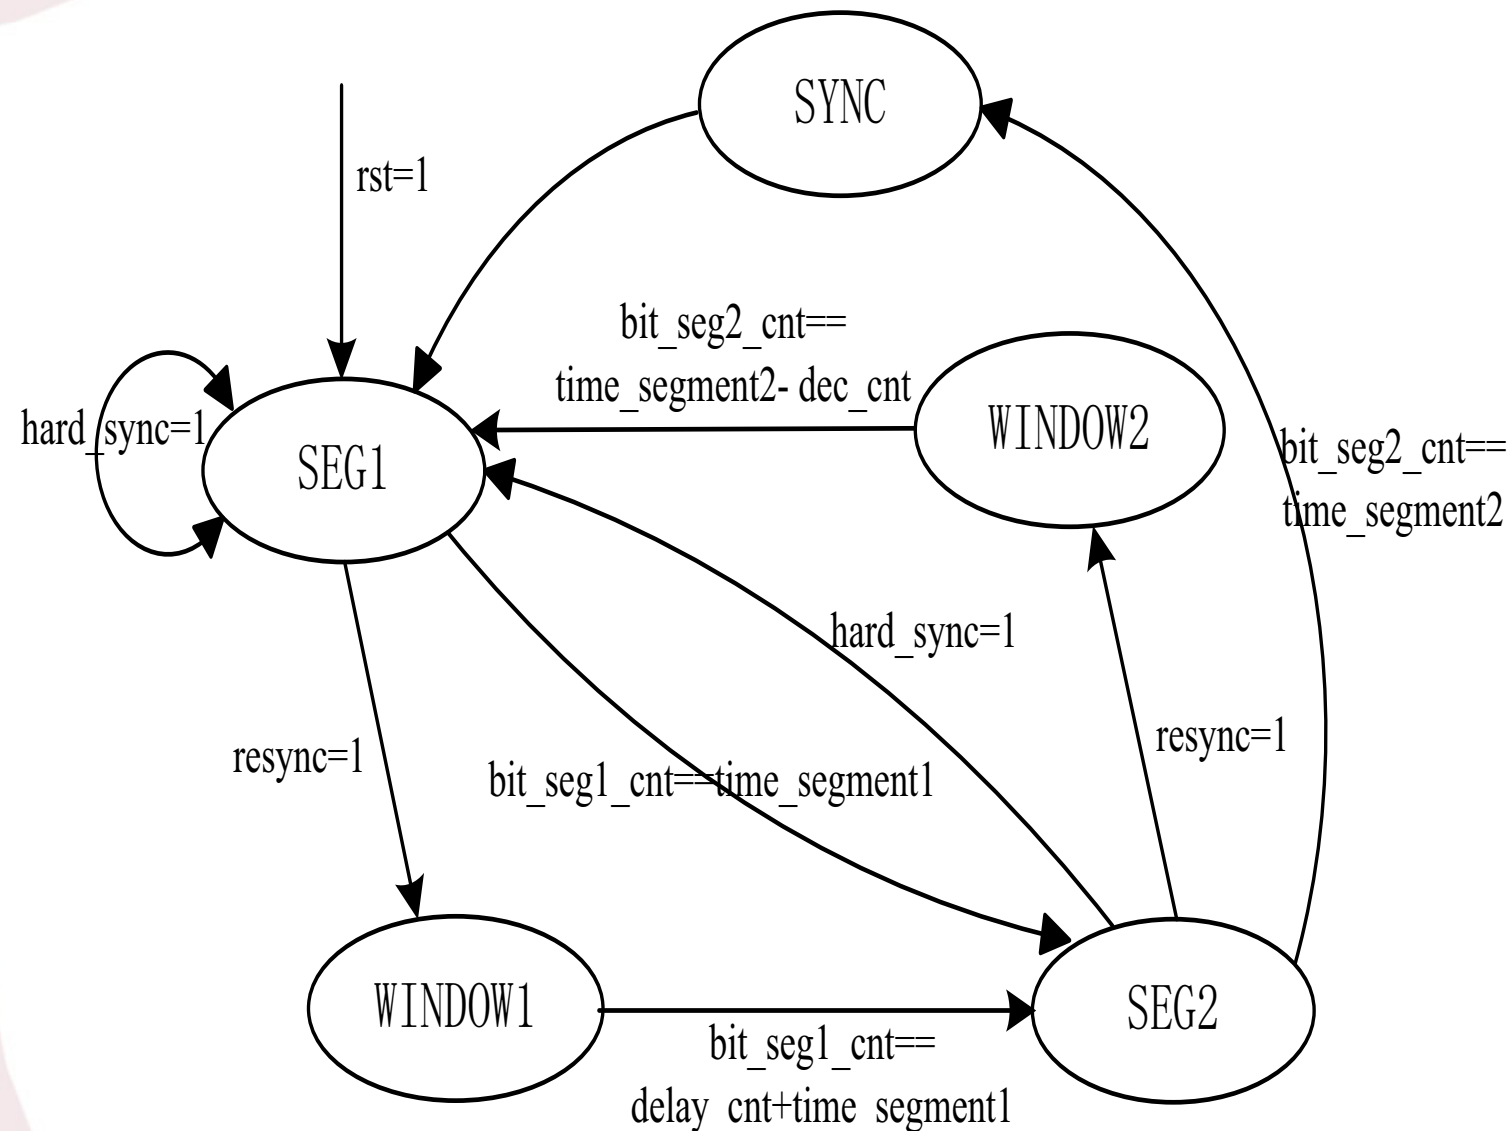 SYNC
rst=1
bit_seg2_cnt==
time_segment2- dec_cnt
WINDOW2
hard_sync=1
SEG1
bit_seg2_cnt==
time_segment2
hard_sync=1
resync=1
resync=1
bit_seg1_cnt==time_segment1
WINDOW1
SEG2
bit_seg1_cnt==
delay_cnt+time_segment1